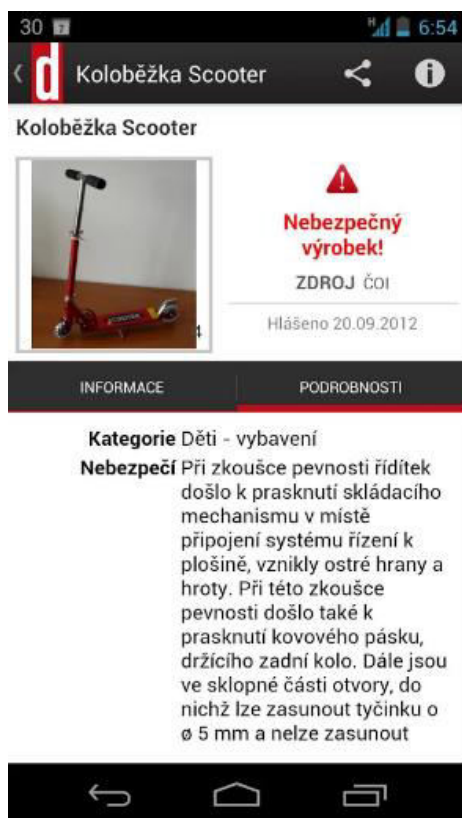 30 7 H 6:54
d Koloběžka Scooter
Koloběžka Scooter
SCOOTER
Nebezpečný
výrobek!
ZDROJ ČOI
Hlášeno 20.09.2012
INFORMACE PODROBNOSTI
Kategorie Děti - vybavení
Nebezpečí Při zkoušce pevnosti řídítek
došlo k prasknutí skládacího
mechanismu v místě
připojení systému řízení k
plošině, vznikly ostré hrany a
hroty. Při této zkoušce
pevnosti došlo také k
prasknutí kovového pásku,
držícího zadní kolo. Dále jsou
ve sklopné části otvory, do
nichž lze zasunout tyčinku o
ø 5 mm a nelze zasunout